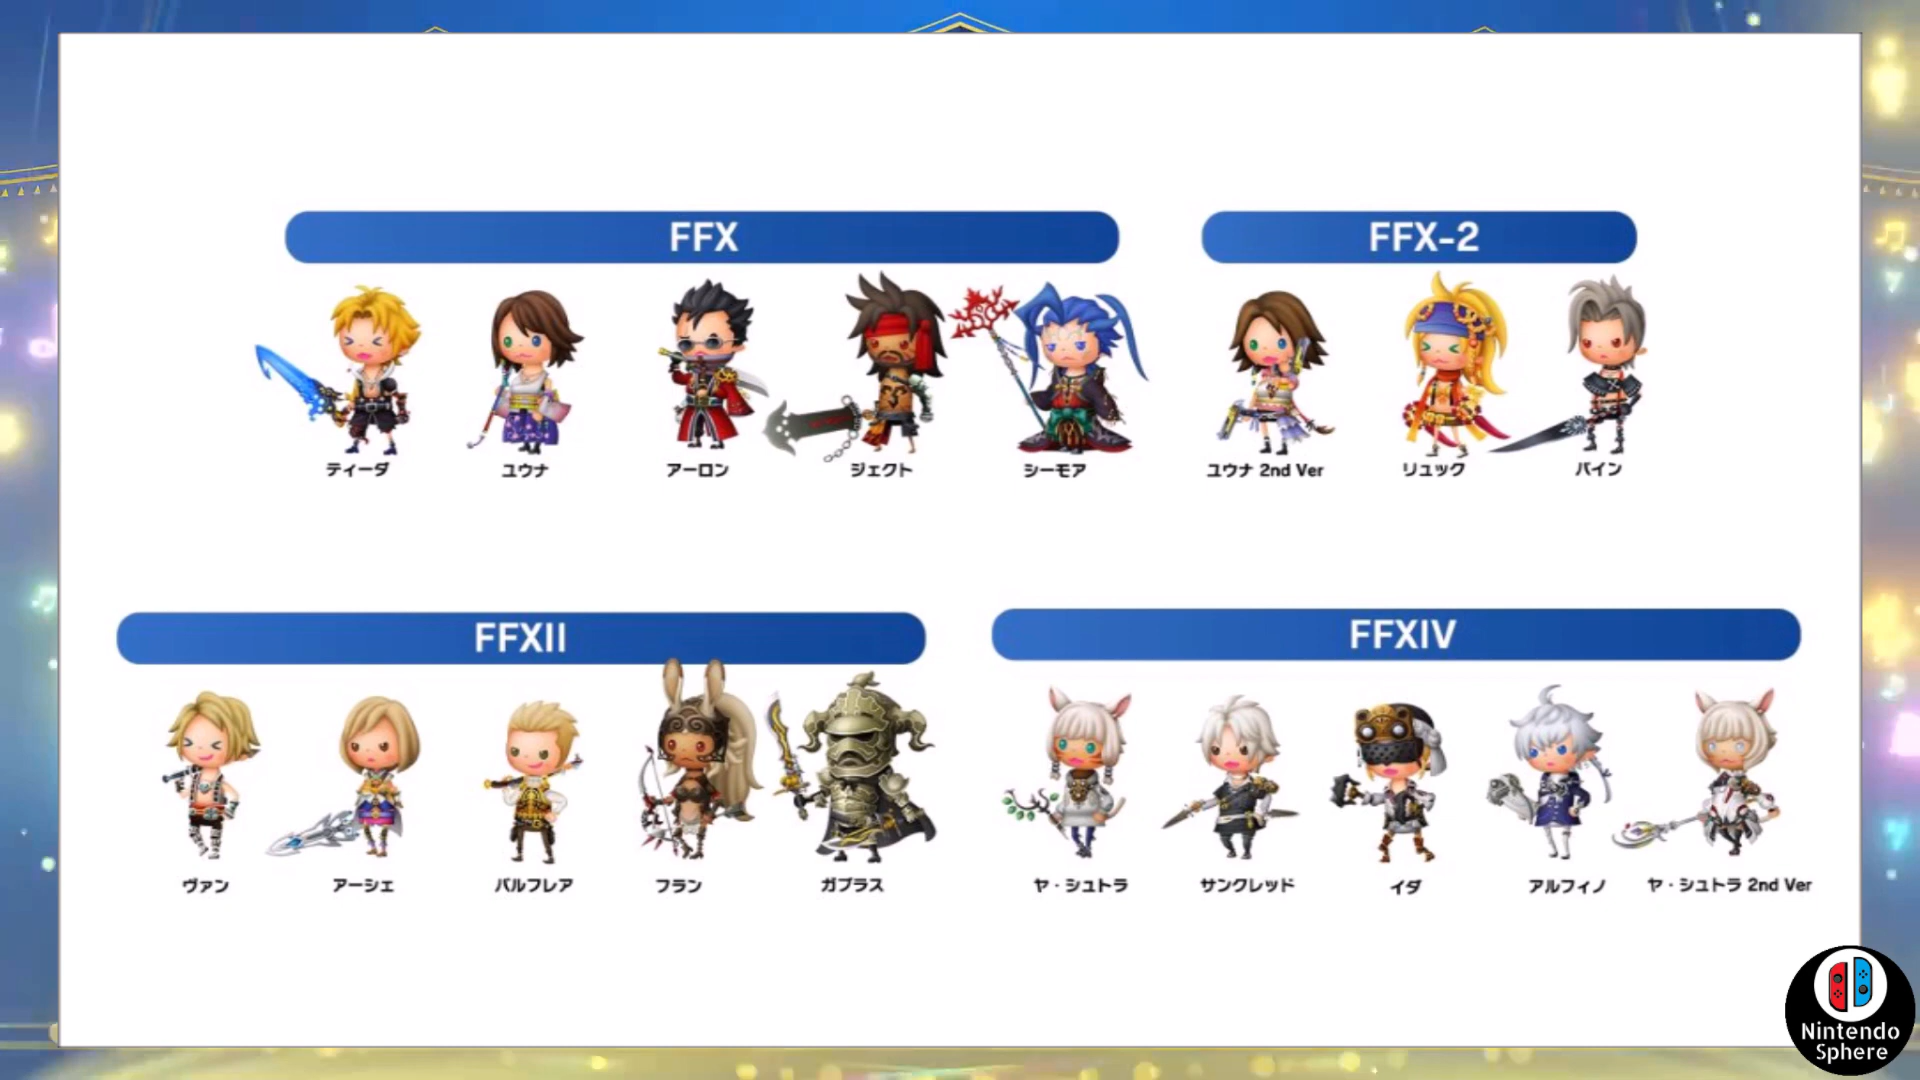 FFX
FFX-2
ティーダ
ユウナ
アーロン
ジェクト
シーモア
ユウナ 2nd Ver
リュック
パイン
FFXII
FFXIV
ヴァン
アーシェ
バルフレア
フラン
ガブラス
ヤ・シュトラ
サンクレッド
イダ
アルフィノ
ヤ・シュトラ 2nd Ver
Nintendo
Sphere